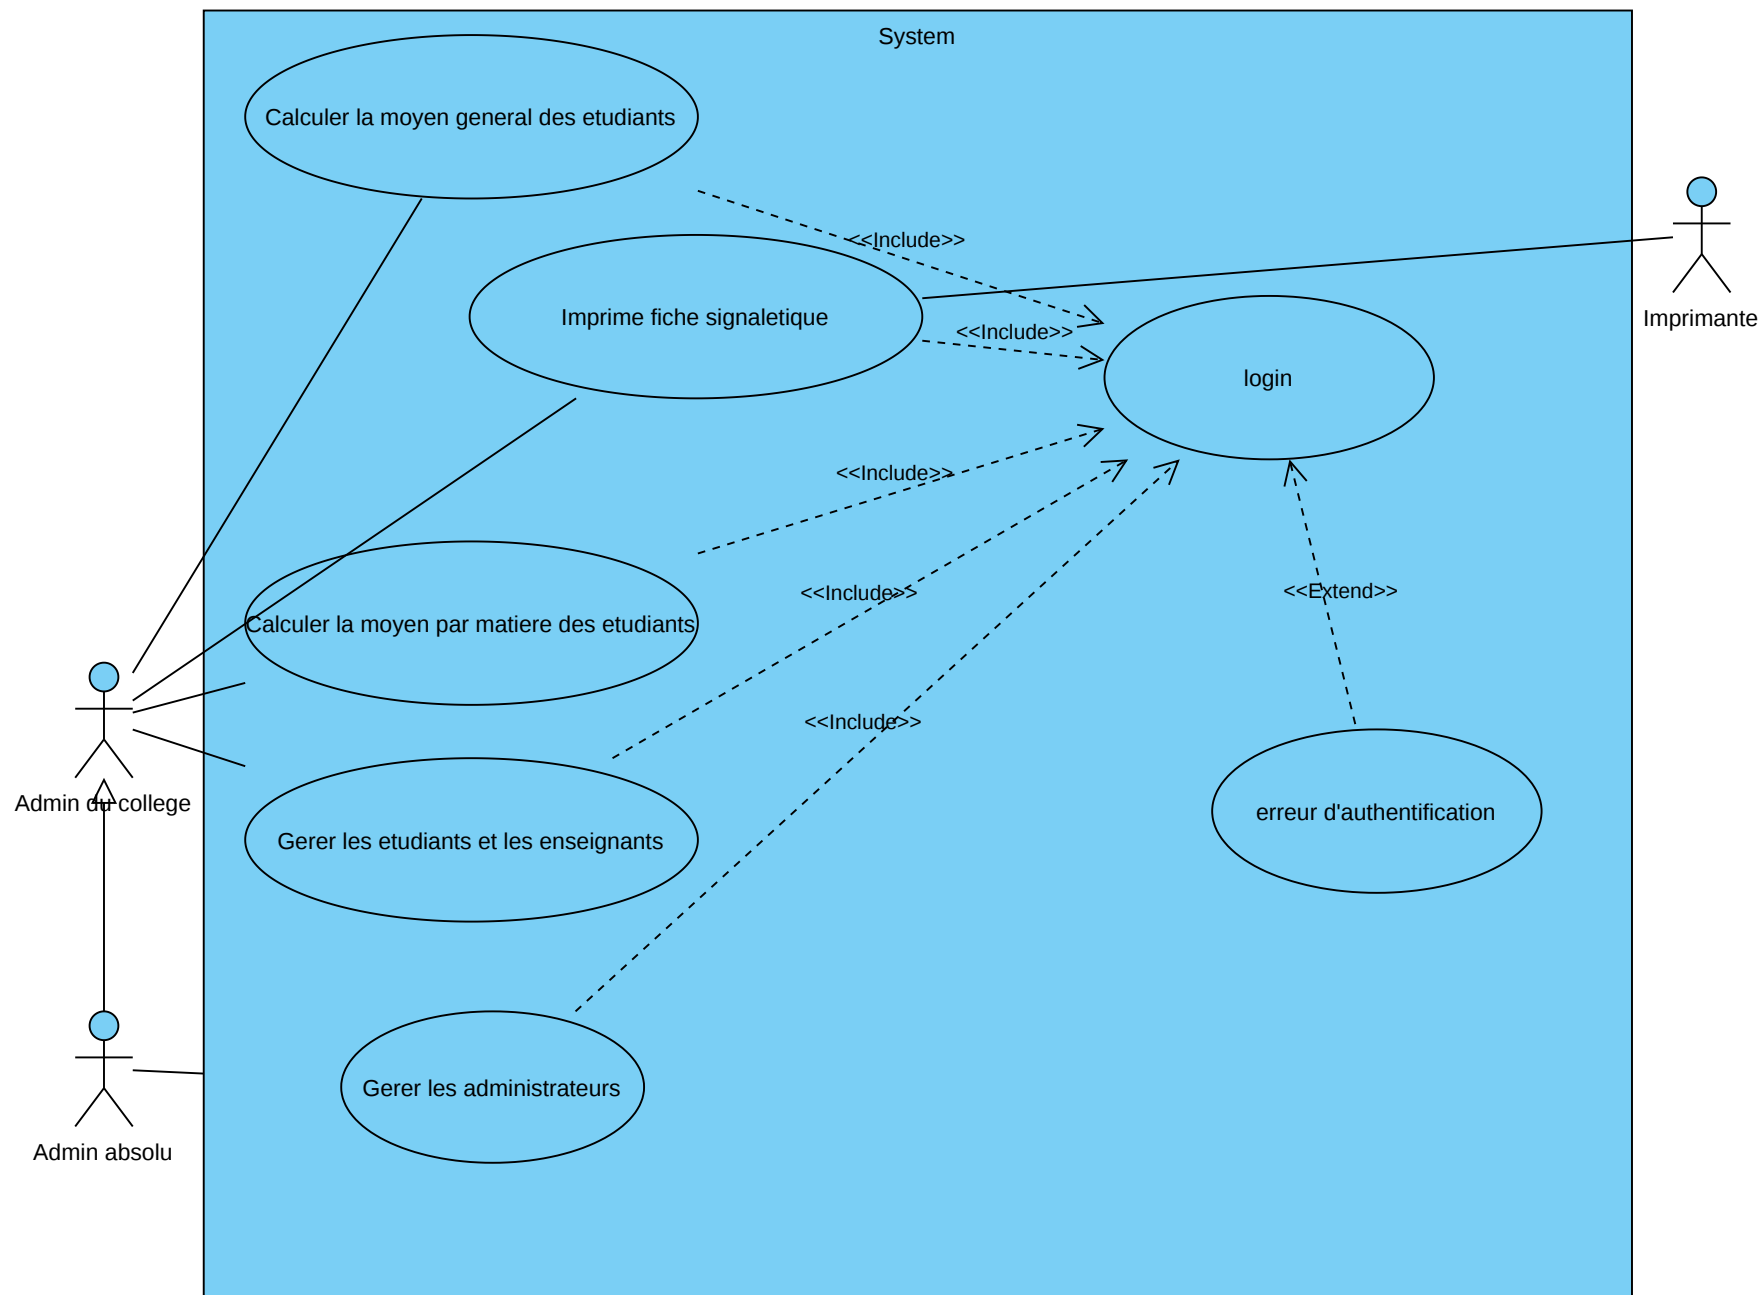 System
Calculer la moyen general des etudiants
<<Include>>
Imprime fiche signaletique
Imprimante
<<Include>>
login
<<Include>>
<<Include>>
<<Extend>>
Calculer la moyen par matiere des etudiants
<<Include>>
Admin du college
erreur d'authentification
Gerer les etudiants et les enseignants
Gerer les administrateurs
Admin absolu